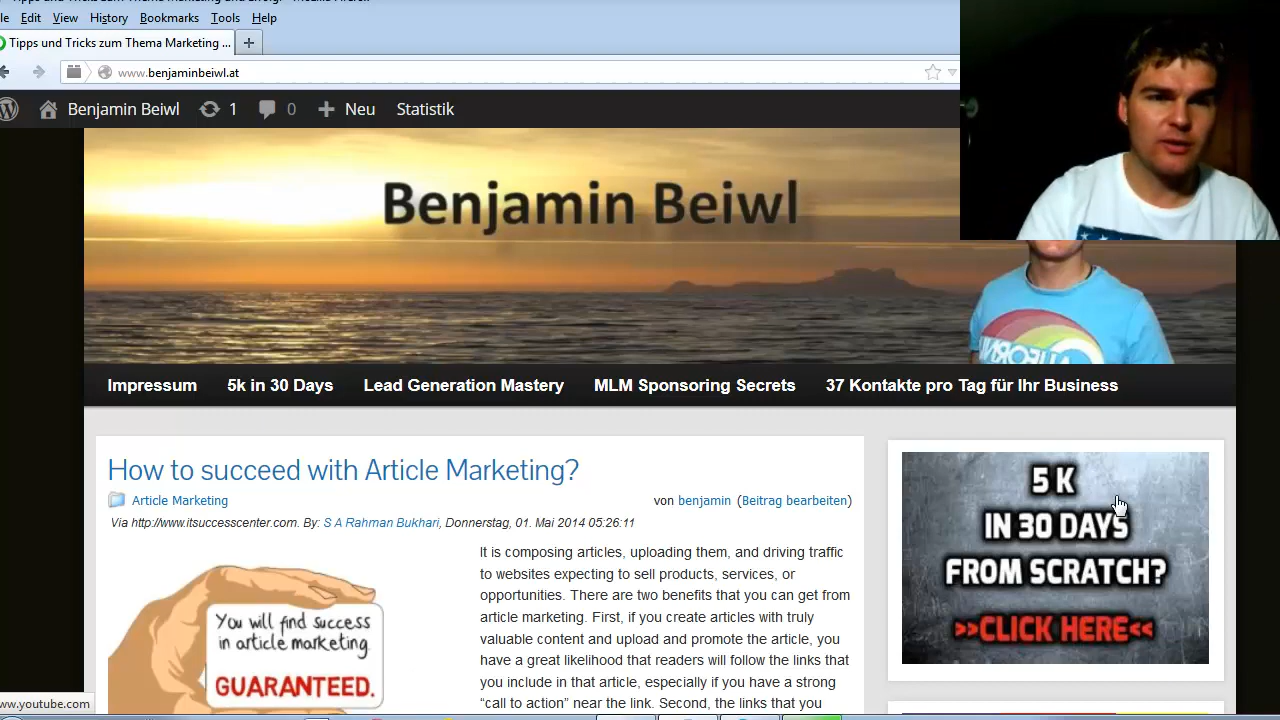 Edit View History Bookmarks Tools Help
Tipps und Tricks zum Thema Marketing ...
www.benjaminbeiwl.at
Benjamin Beiwl 1 0 Neu Statistik
Benjamin Beiwl
Impressum 5k in 30 Days Lead Generation Mastery MLM Sponsoring Secrets 37 Kontakte pro Tag für Ihr Business
How to succeed with Article Marketing?
Article Marketing von benjamin (Beitrag bearbeiten)
Via http://www.itsuccesscenter.com. By: S A Rahman Bukhari, Donnerstag, 01. Mai 2014 05:26:11
It is composing articles, uploading them, and driving traffic
to websites expecting to sell products, services, or
opportunities. There are two benefits that you can get from
article marketing. First, if you create articles with truly
valuable content and upload and promote the article, you
have a great likelihood that readers will follow the links that
you include in that article, especially if you have a strong
“call to action” near the link. Second, the links that you
You will find success
in article marketing.
GUARANTEED.
5 K
IN 30 DAYS
FROM SCRATCH?
>>CLICK HERE<<
ww.youtube.com